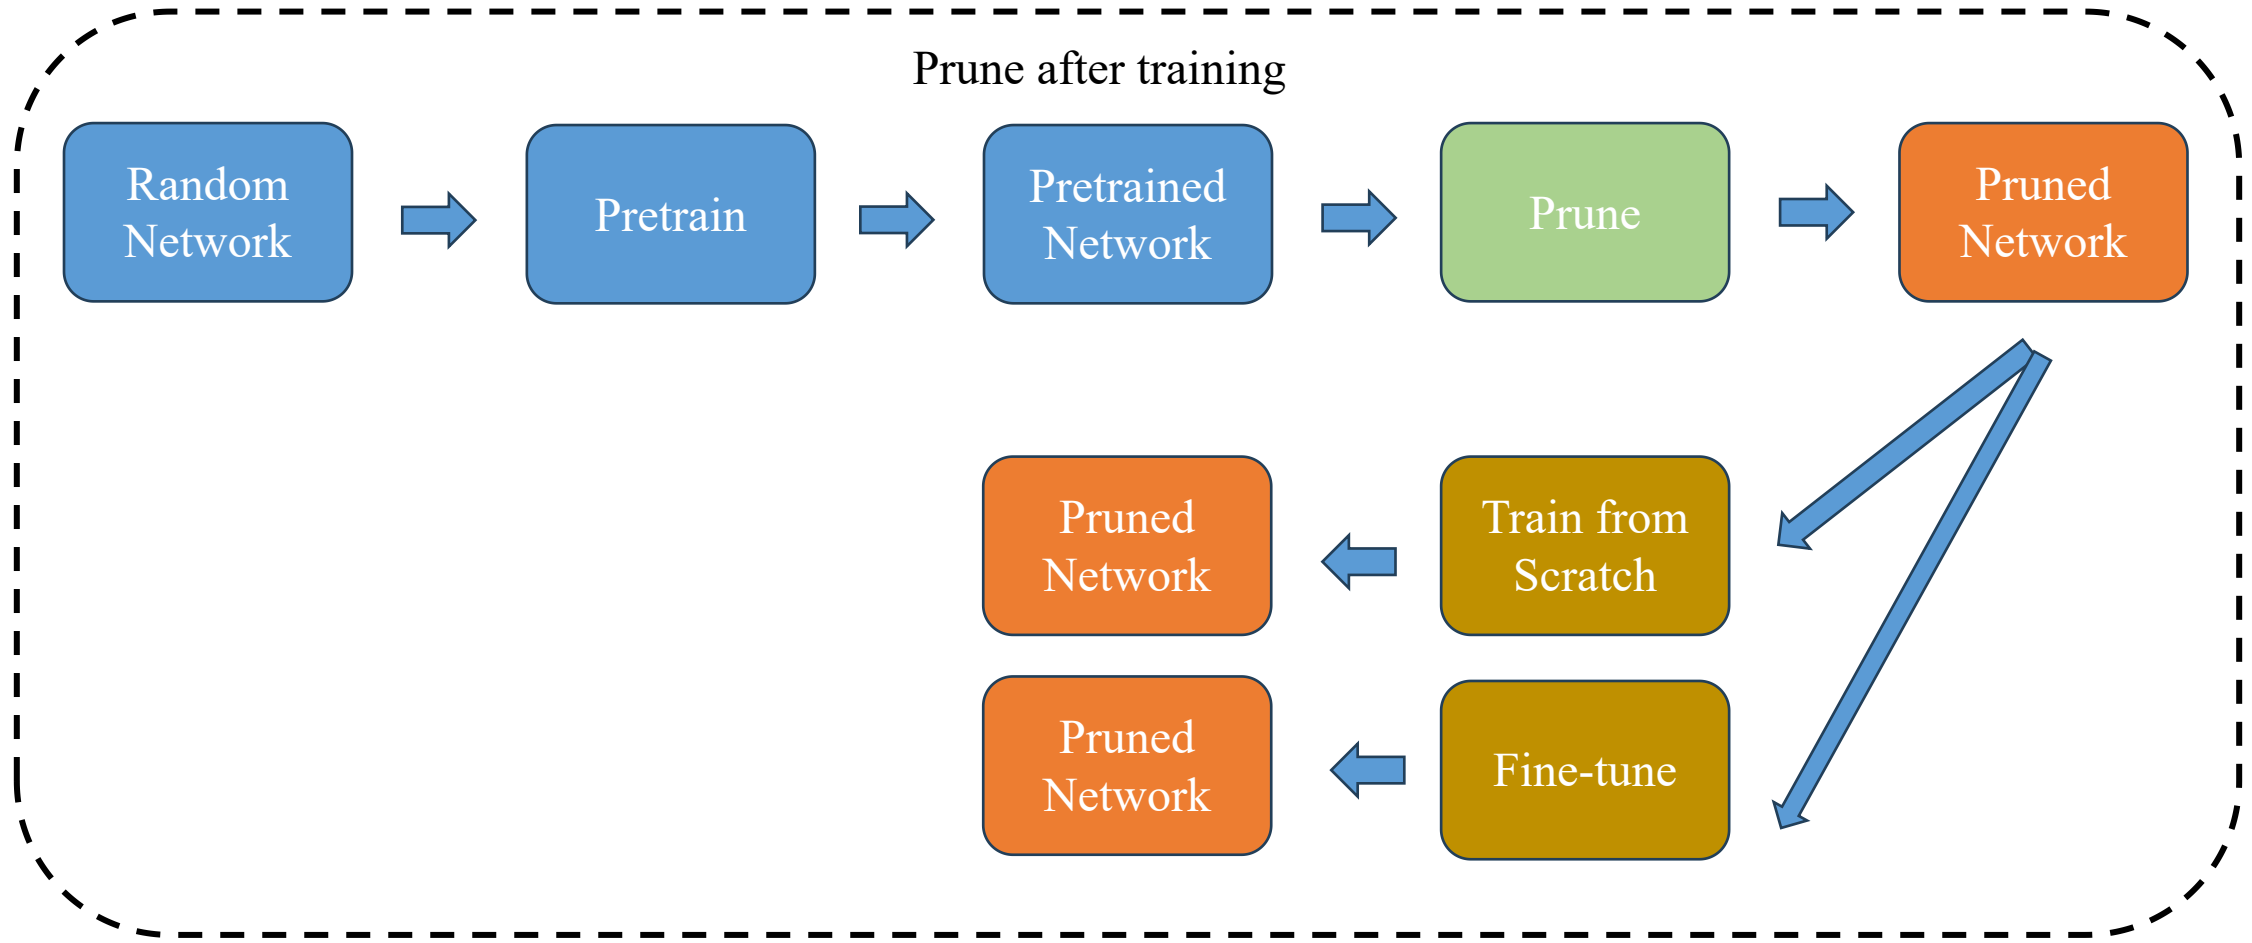 Prune after training
Random
Network
Pretrain
Pretrained
Network
Prune
Pruned
Network
Pruned
Network
Train from
Scratch
Pruned
Network
Fine-tune